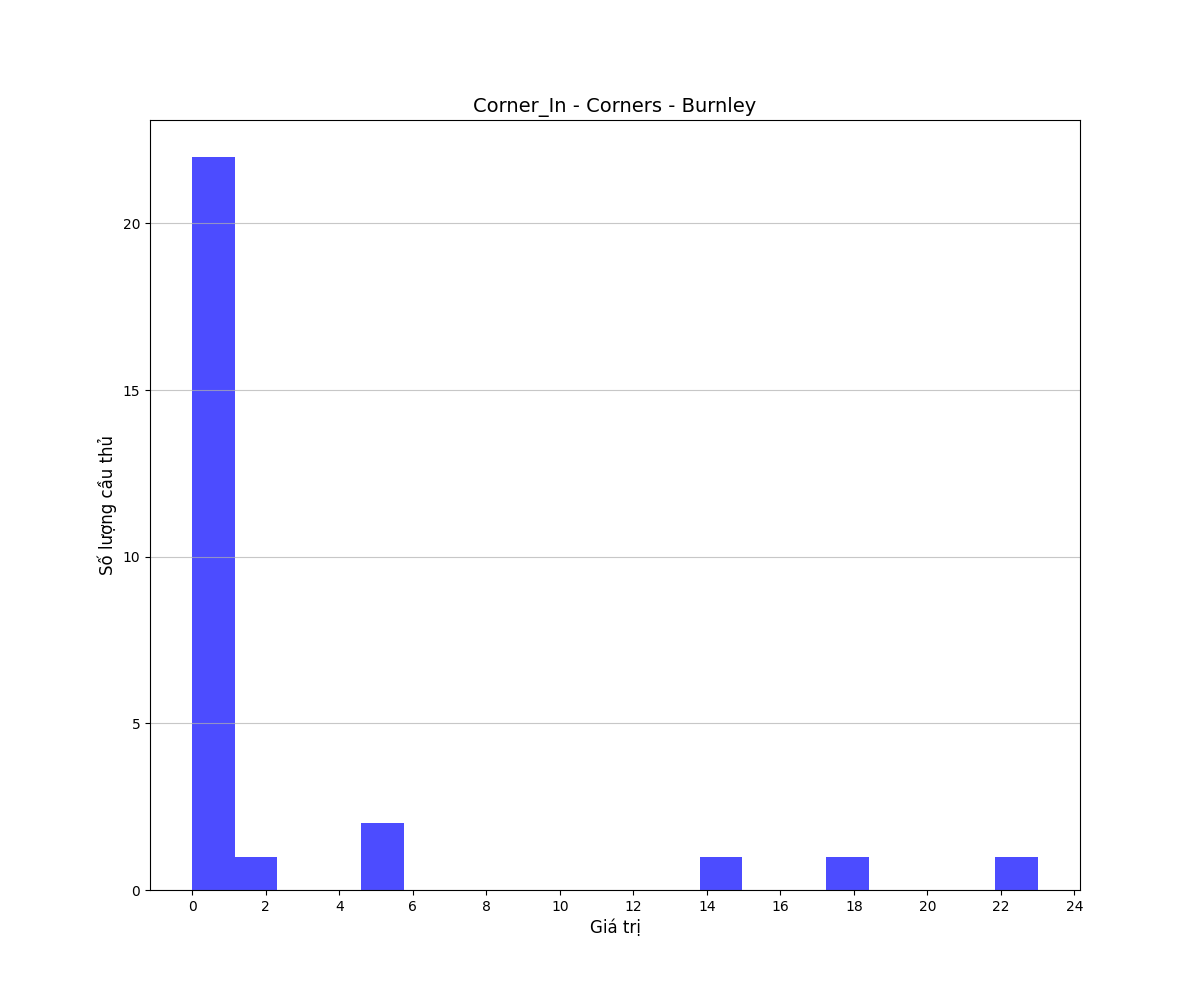 Corner_In - Corners - Burnley
Số lượng cầu thủ
20
15
10
5
0
0 2 4 6 8 10 12 14 16 18 20 22 24
Giá trị